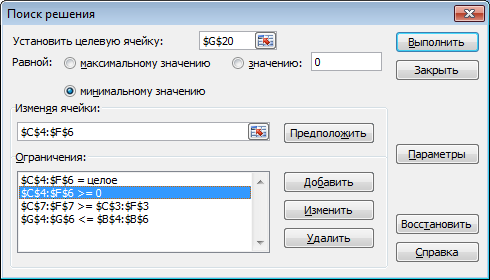 Поиск решения
Установить целевую ячейку: $G$20 Выполнить
Равной: максимальному значению значению: 0 Закрыть
минимальному значению
Изменяя ячейки:
$C$4:$F$6 Предположить
Ограничения: Параметры
$C$4:$F$6 = целое Добавить
$C$4:$F$6 >= 0
$C$7:$F$7 >= $C$3:$F$3 Изменить
$G$4:$G$6 <= $B$4:$B$6 Восстановить
Удалить
Справка